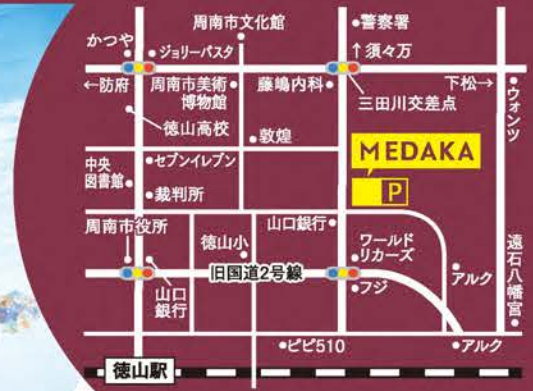 周南市文化館
警察署
かつや
ジョリーパスタ
↑須々万
←防府
周南市美術
博物館
藤嶋内科
下松→
三田川交差点
ウォンツ
徳山高校
敦煌
MEDAKA
P
中央
図書館
セブンイレブン
裁判所
周南市役所
徳山小
山口銀行
ワールド
リカーズ
遠石八幡宮
旧国道2号線
アルク
山口
銀行
フジ
ピピ510
アルク
徳山駅